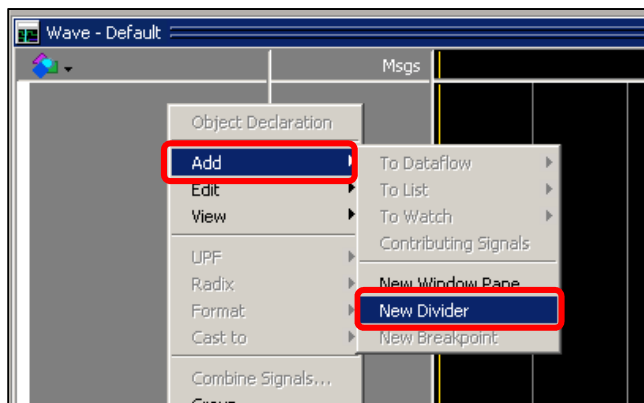 Wave - Default
Msgs
Object Declaration
Add
Edit
View
UPF
Radix
Format
Cast to
Combine Signals...
Group
To Dataflow
To List
To Watch
Contributing Signals
New Window Pane
New Divider
New Breakpoint